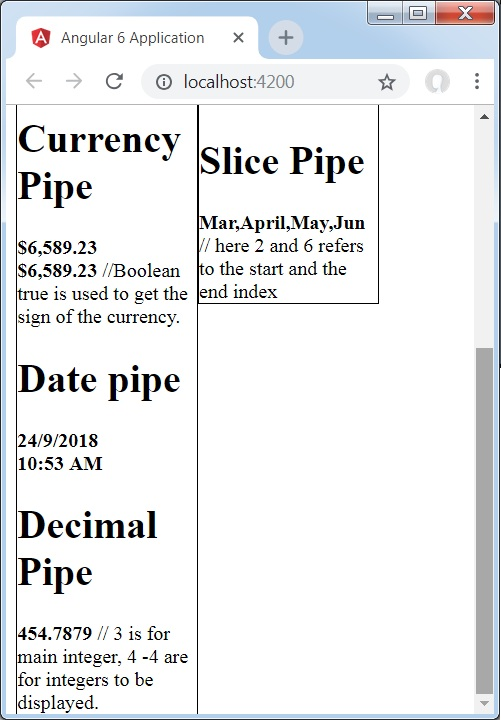 Angular 6 Application
localhost:4200
Currency
Pipe
$6,589.23
$6,589.23 //Boolean
true is used to get the
sign of the currency.
Date pipe
24/9/2018
10:53 AM
Decimal
Pipe
454.7879 // 3 is for
main integer, 4 -4 are
for integers to be
displayed.
Slice Pipe
Mar,April,May,Jun
// here 2 and 6 refers
to the start and the
end index